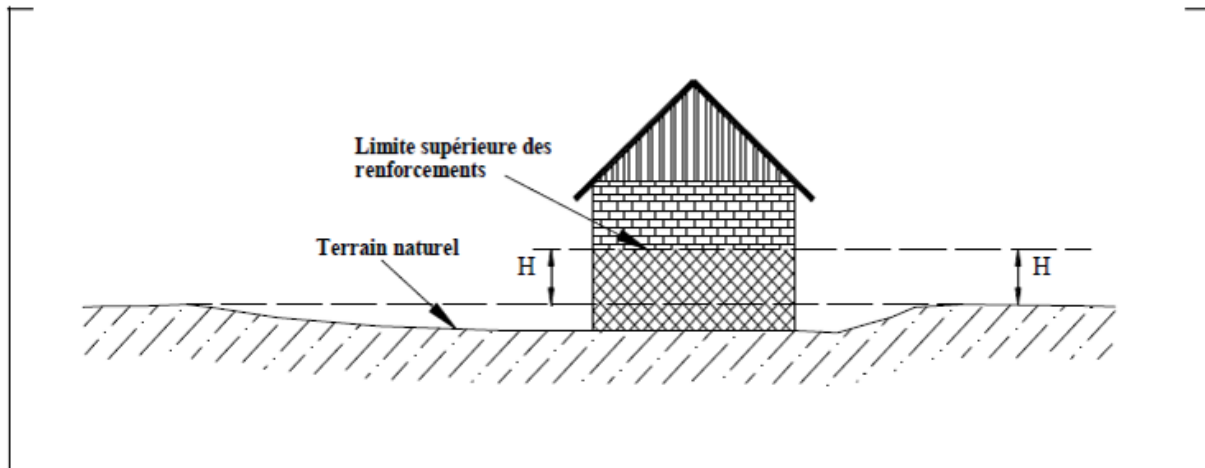 Limite supérieure des
renforcements
Terrain naturel
H
H